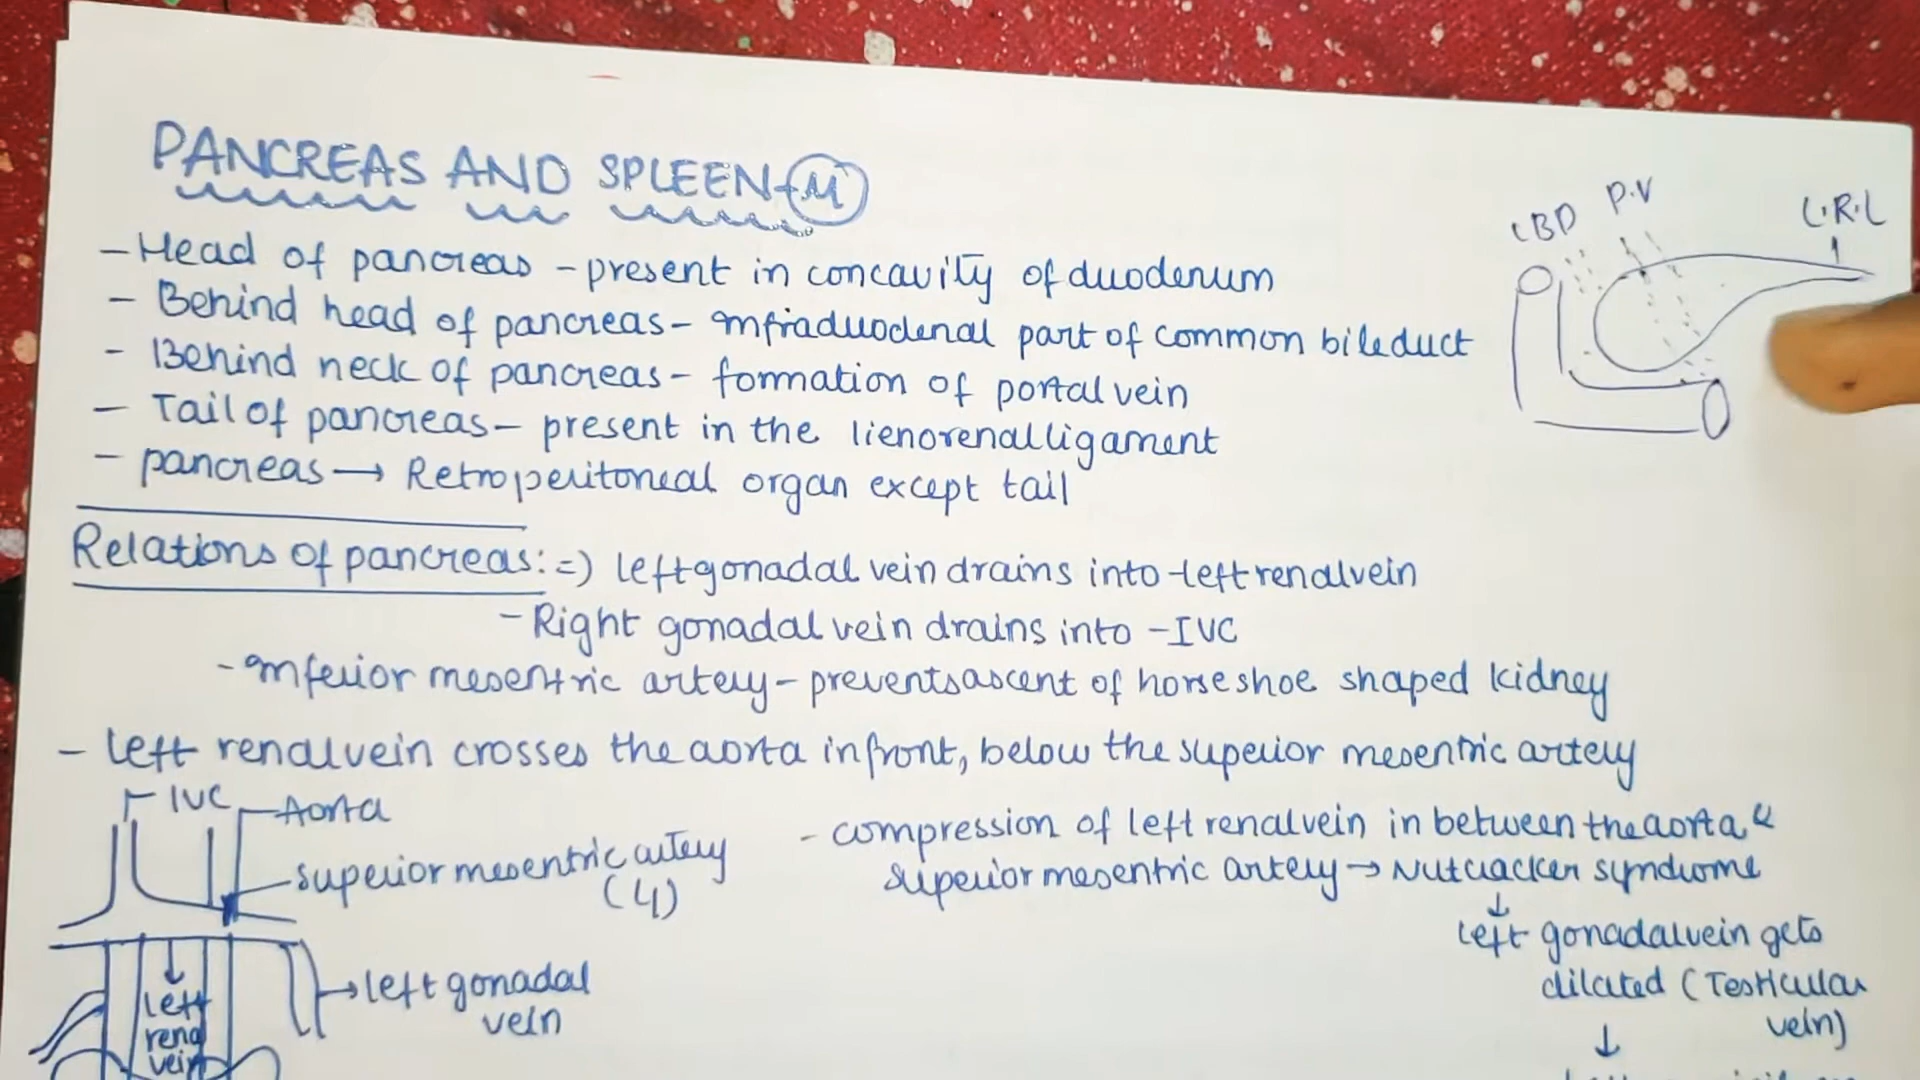 PANCREAS AND SPLEEN-M
CBD P.V L.R.L
- Head of pancreas - present in concavity of duodenum
- Behind head of pancreas - Infraduodenal part of common bileduct
- Behind neck of pancreas - formation of portal vein
- Tail of pancreas - present in the lienorenal ligament
- pancreas → Retroperitoneal organ except tail
Relations of pancreas: =) left gonadal vein drains into - left renal vein
- Right gonadal vein drains into - IVC
- Inferior mesentric artery - prevents ascent of horse shoe shaped kidney
- left renal vein crosses the aorta infront, below the superior mesentric artery
IVC
Aorta
superior mesentric artery
(L1)
- compression of left renal vein in between the aorta &
superior mesentric artery → Nutcracker syndrome
↓
left gonadal vein gets
dilated (Testicular
vein)
↓
→ left gonadal
vein
left
renal
vein